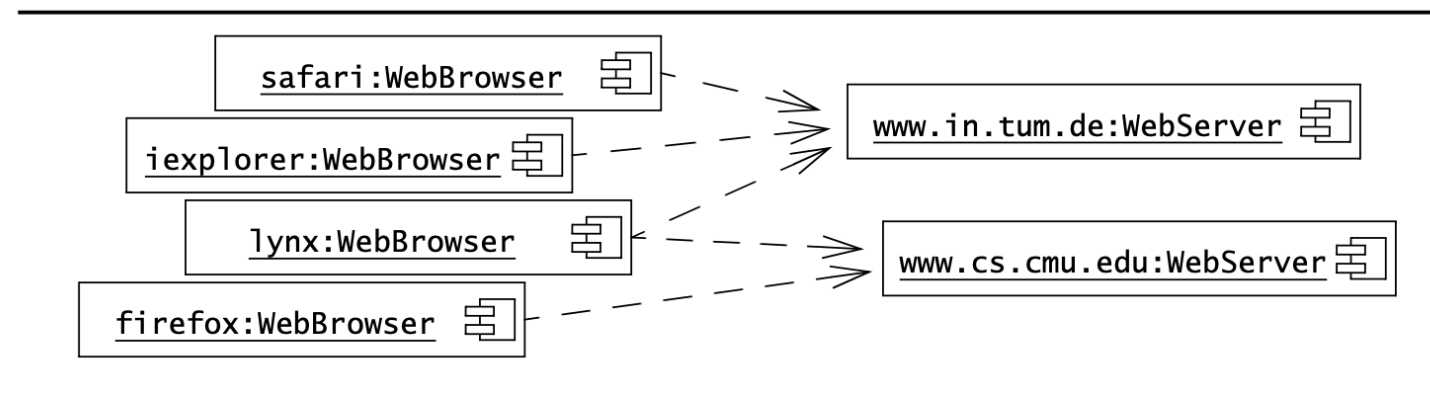 safari:WebBrowser
www.in.tum.de:WebServer
iexplorer:WebBrowser
lynx:WebBrowser
www.cs.cmu.edu:WebServer
firefox:WebBrowser